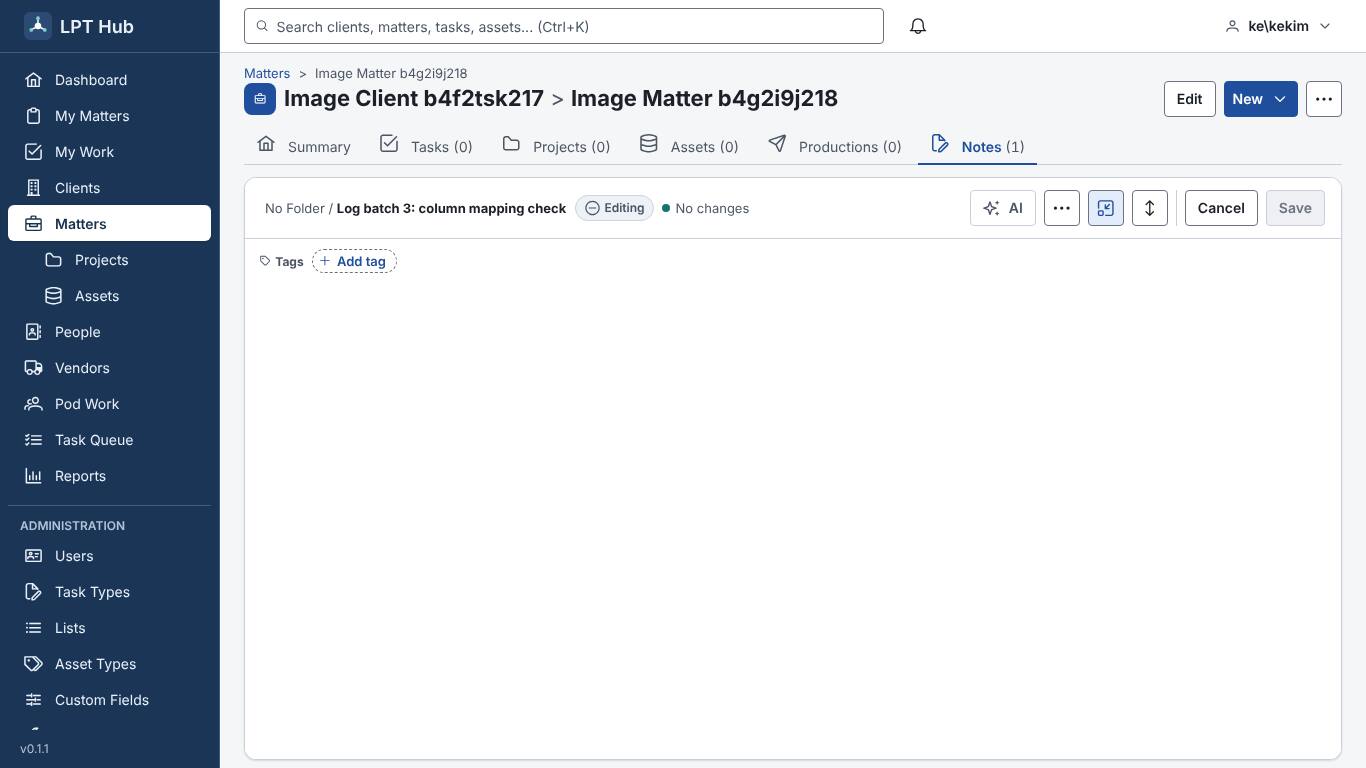 LPT Hub
Search clients, matters, tasks, assets... (Ctrl+K)
ke\kekim
Dashboard
My Matters
My Work
Clients
Matters
Projects
Assets
People
Vendors
Pod Work
Task Queue
Reports
ADMINISTRATION
Users
Task Types
Lists
Asset Types
Custom Fields
v0.1.1
Matters > Image Matter b4g2i9j218
Image Client b4f2tsk217 > Image Matter b4g2i9j218
Edit
New
Summary
Tasks (0)
Projects (0)
Assets (0)
Productions (0)
Notes (1)
No Folder / Log batch 3: column mapping check
Editing
No changes
AI
Cancel
Save
Tags
Add tag